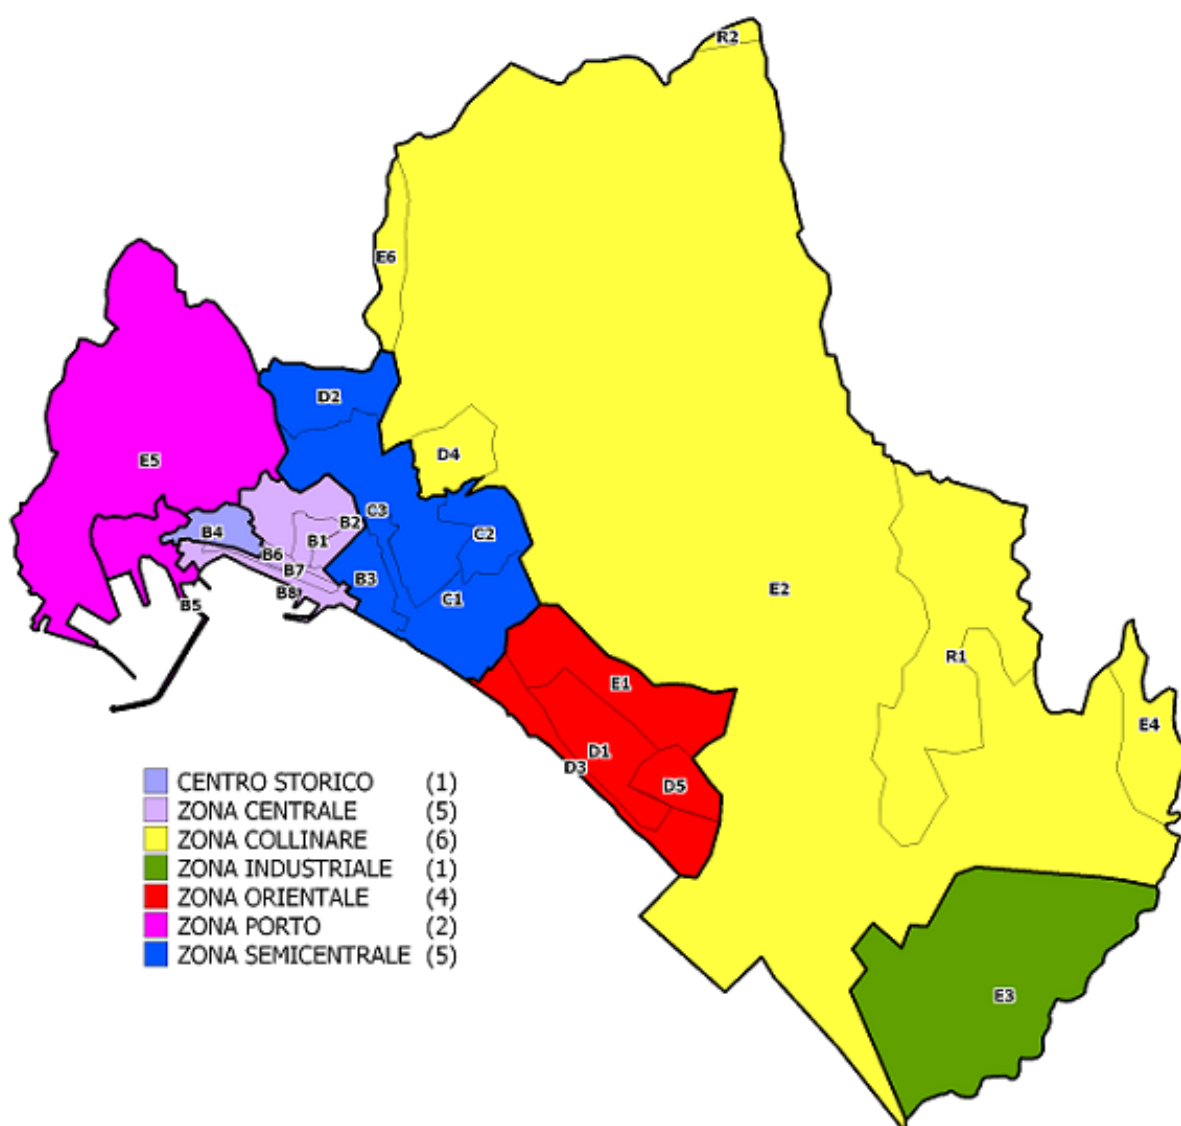 R2
E6
D2
D4
E5
C3
B2
B4
B1
C2
B6
B7
B3
B8
E2
C1
B5
R1
E1
E4
D1
D3
D5
CENTRO STORICO (1)
ZONA CENTRALE (5)
ZONA COLLINARE (6)
ZONA INDUSTRIALE (1)
ZONA ORIENTALE (4)
ZONA PORTO (2)
ZONA SEMICENTRALE (5)
E3